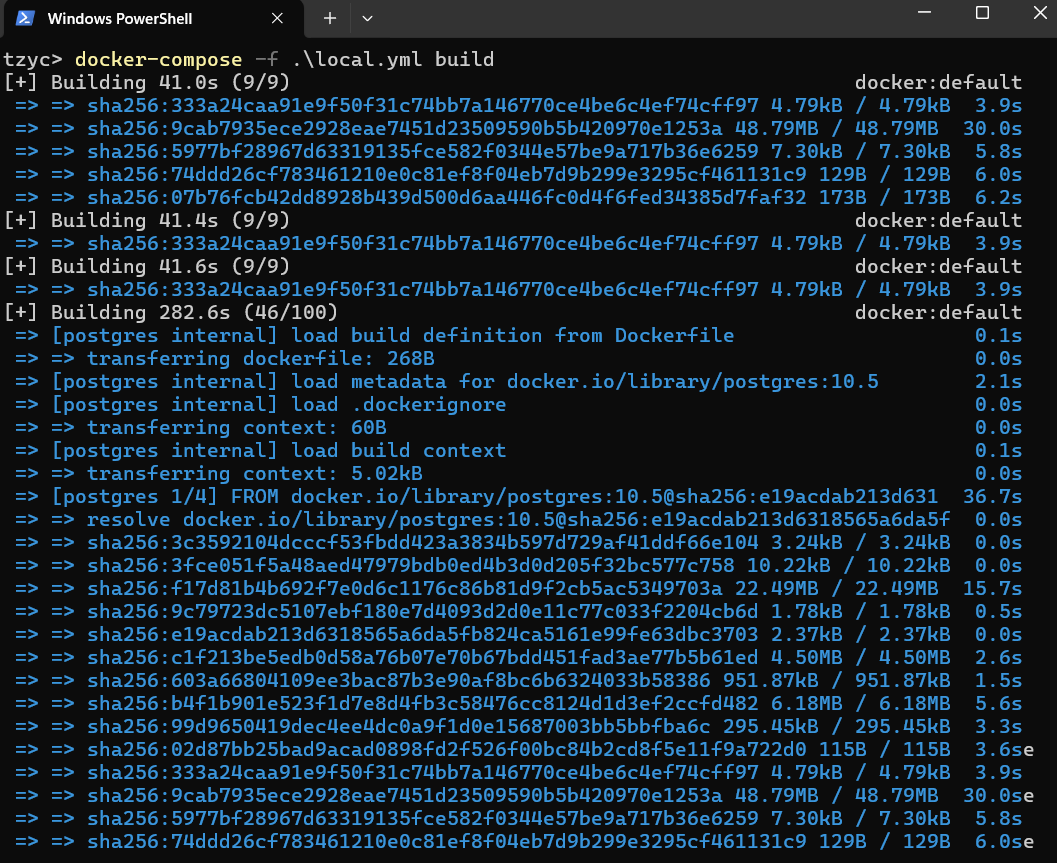 Windows PowerShell
tzyc> docker-compose -f .\local.yml build
[+] Building 41.0s (9/9) docker:default
=> => sha256:333a24caa91e9f50f31c74bb7a146770ce4be6c4ef74cff97 4.79kB / 4.79kB 3.9s
=> => sha256:9cab7935ece2928eae7451d23509590b5b420970e1253a 48.79MB / 48.79MB 30.0s
=> => sha256:5977bf28967d63319135fce582f0344e57be9a717b36e6259 7.30kB / 7.30kB 5.8s
=> => sha256:74ddd26cf783461210e0c81ef8f04eb7d9b299e3295cf461131c9 129B / 129B 6.0s
=> => sha256:07b76fcb42dd8928b439d500d6aa446fc0d4f6fed34385d7faf32 173B / 173B 6.2s
[+] Building 41.4s (9/9) docker:default
=> => sha256:333a24caa91e9f50f31c74bb7a146770ce4be6c4ef74cff97 4.79kB / 4.79kB 3.9s
[+] Building 41.6s (9/9) docker:default
=> => sha256:333a24caa91e9f50f31c74bb7a146770ce4be6c4ef74cff97 4.79kB / 4.79kB 3.9s
[+] Building 282.6s (46/100) docker:default
=> [postgres internal] load build definition from Dockerfile 0.1s
=> => transferring dockerfile: 268B 0.0s
=> [postgres internal] load metadata for docker.io/library/postgres:10.5 2.1s
=> [postgres internal] load .dockerignore 0.0s
=> => transferring context: 60B 0.0s
=> [postgres internal] load build context 0.1s
=> => transferring context: 5.02kB 0.0s
=> [postgres 1/4] FROM docker.io/library/postgres:10.5@sha256:e19acdab213d631 36.7s
=> => resolve docker.io/library/postgres:10.5@sha256:e19acdab213d6318565a6da5f 0.0s
=> => sha256:3c3592104dcccf53fbdd423a3834b597d729af41ddf66e104 3.24kB / 3.24kB 0.0s
=> => sha256:3fce051f5a48aed47979bdb0ed4b3d0d205f32bc577c758 10.22kB / 10.22kB 0.0s
=> => sha256:f17d81b4b692f7e0d6c1176c86b81d9f2cb5ac5349703a 22.49MB / 22.49MB 15.7s
=> => sha256:9c79723dc5107ebf180e7d4093d2d0e11c77c033f2204cb6d 1.78kB / 1.78kB 0.5s
=> => sha256:e19acdab213d6318565a6da5fb824ca5161e99fe63dbc3703 2.37kB / 2.37kB 0.0s
=> => sha256:c1f213be5edb0d58a76b07e70b67bdd451fad3ae77b5b61ed 4.50MB / 4.50MB 2.6s
=> => sha256:603a66804109ee3bac87b3e90af8bc6b6324033b58386 951.87kB / 951.87kB 1.5s
=> => sha256:b4f1b901e523f1d7e8d4fb3c58476cc8124d1d3ef2ccfd482 6.18MB / 6.18MB 5.6s
=> => sha256:99d9650419dec4ee4dc0a9f1d0e15687003bb5bbfba6c 295.45kB / 295.45kB 3.3s
=> => sha256:02d87bb25bad9acad0898fd2f526f00bc84b2cd8f5e11f9a722d0 115B / 115B 3.6se
=> => sha256:333a24caa91e9f50f31c74bb7a146770ce4be6c4ef74cff97 4.79kB / 4.79kB 3.9s
=> => sha256:9cab7935ece2928eae7451d23509590b5b420970e1253a 48.79MB / 48.79MB 30.0se
=> => sha256:5977bf28967d63319135fce582f0344e57be9a717b36e6259 7.30kB / 7.30kB 5.8s
=> => sha256:74ddd26cf783461210e0c81ef8f04eb7d9b299e3295cf461131c9 129B / 129B 6.0se